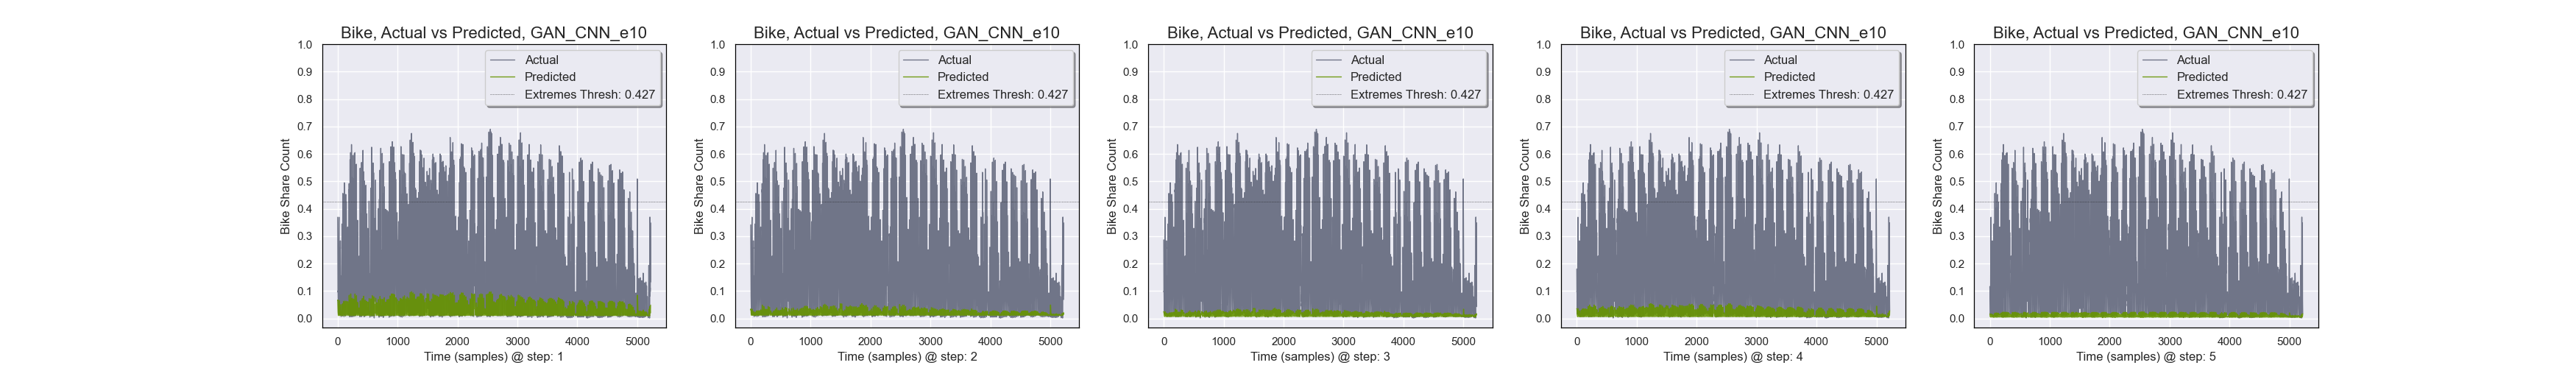 Bike, Actual vs Predicted, GAN_CNN_e10
Actual
Predicted
Extremes Thresh: 0.427
Bike Share Count
1.0
0.9
0.8
0.7
0.6
0.5
0.4
0.3
0.2
0.1
0.0
0 1000 2000 3000 4000 5000
Time (samples) @ step: 1
Bike, Actual vs Predicted, GAN_CNN_e10
Actual
Predicted
Extremes Thresh: 0.427
Bike Share Count
1.0
0.9
0.8
0.7
0.6
0.5
0.4
0.3
0.2
0.1
0.0
0 1000 2000 3000 4000 5000
Time (samples) @ step: 2
Bike, Actual vs Predicted, GAN_CNN_e10
Actual
Predicted
Extremes Thresh: 0.427
Bike Share Count
1.0
0.9
0.8
0.7
0.6
0.5
0.4
0.3
0.2
0.1
0.0
0 1000 2000 3000 4000 5000
Time (samples) @ step: 3
Bike, Actual vs Predicted, GAN_CNN_e10
Actual
Predicted
Extremes Thresh: 0.427
Bike Share Count
1.0
0.9
0.8
0.7
0.6
0.5
0.4
0.3
0.2
0.1
0.0
0 1000 2000 3000 4000 5000
Time (samples) @ step: 4
Bike, Actual vs Predicted, GAN_CNN_e10
Actual
Predicted
Extremes Thresh: 0.427
Bike Share Count
1.0
0.9
0.8
0.7
0.6
0.5
0.4
0.3
0.2
0.1
0.0
0 1000 2000 3000 4000 5000
Time (samples) @ step: 5